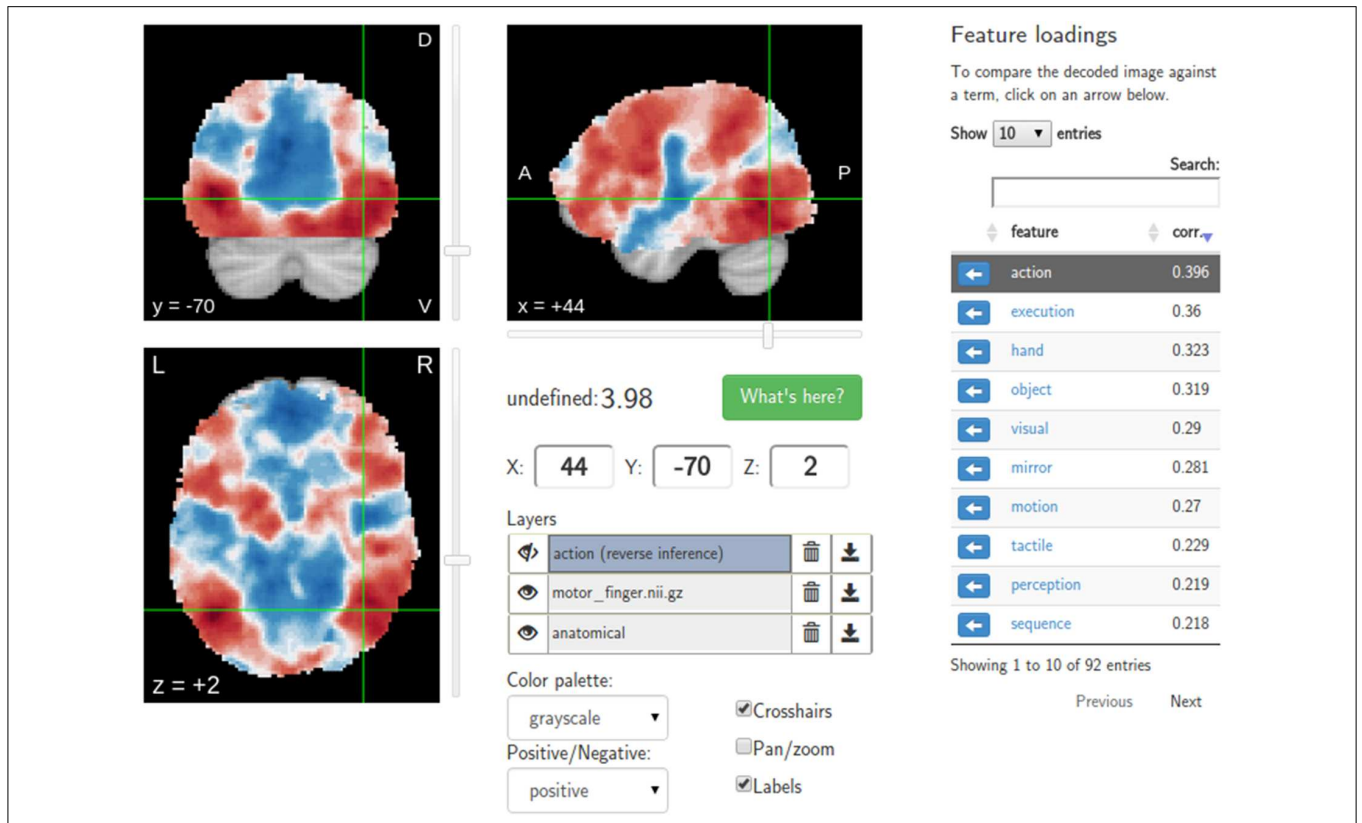 D
y = -70
V
A
P
x = +44
L
R
z = +2
undefined: 3.98
What's here?
X: 44 Y: -70 Z: 2
Layers
action (reverse inference)
motor_finger.nii.gz
anatomical
Color palette:
grayscale
Positive/Negative:
positive
Crosshairs
Pan/zoom
Labels
Feature loadings
To compare the decoded image against
a term, click on an arrow below.
Show 10 entries
Search:
feature corr.
action 0.396
execution 0.36
hand 0.323
object 0.319
visual 0.29
mirror 0.281
motion 0.27
tactile 0.229
perception 0.219
sequence 0.218
Showing 1 to 10 of 92 entries
Previous Next